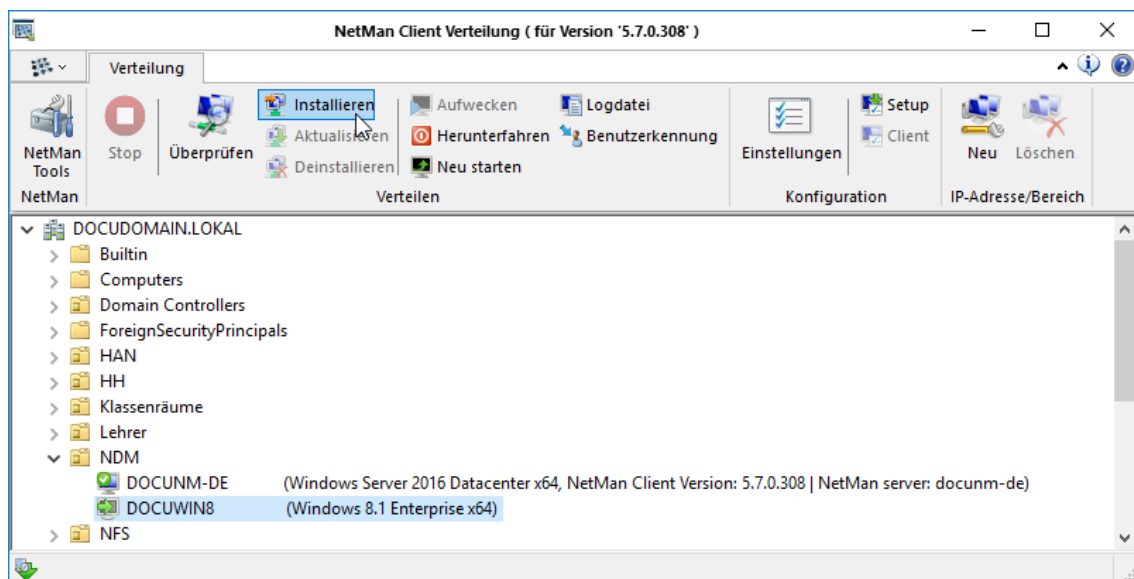 NetMan Client Verteilung ( für Version '5.7.0.308' )
Verteilung
NetMan Tools
Stop
Überprüfen
Installieren
Aktualisieren
Deinstallieren
Aufwecken
Herunterfahren
Neu starten
Logdatei
Benutzerkennung
Einstellungen
Setup
Client
Neu
Löschen
NetMan
Verteilen
Konfiguration
IP-Adresse/Bereich
DOCUDOMAIN.LOKAL
Builtin
Computers
Domain Controllers
ForeignSecurityPrincipals
HAN
HH
Klassenräume
Lehrer
NDM
DOCUNM-DE (Windows Server 2016 Datacenter x64, NetMan Client Version: 5.7.0.308 | NetMan server: docunm-de)
DOCUWIN8 (Windows 8.1 Enterprise x64)
NFS